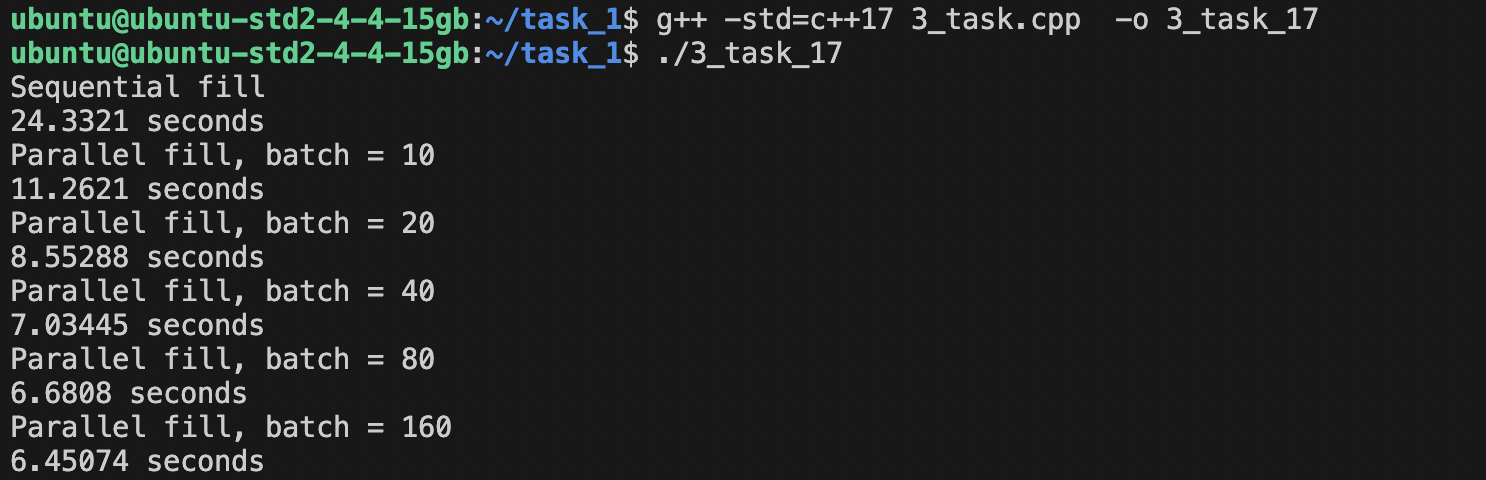 ubuntu@ubuntu-std2-4-4-15gb:~/task_1$ g++ -std=c++17 3_task.cpp  -o 3_task_17
ubuntu@ubuntu-std2-4-4-15gb:~/task_1$ ./3_task_17
Sequential fill
24.3321 seconds
Parallel fill, batch = 10
11.2621 seconds
Parallel fill, batch = 20
8.55288 seconds
Parallel fill, batch = 40
7.03445 seconds
Parallel fill, batch = 80
6.6808 seconds
Parallel fill, batch = 160
6.45074 seconds